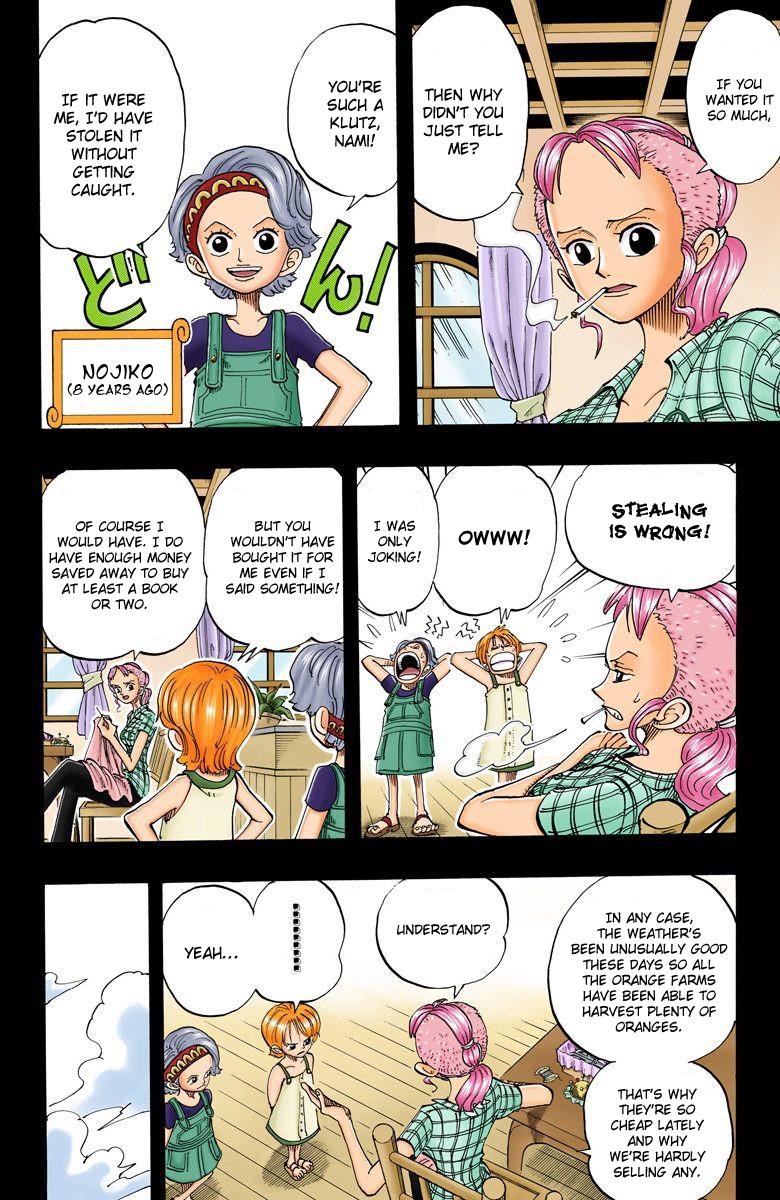 IF YOU
WANTED IT
SO MUCH,
THEN WHY
DIDN'T YOU
JUST TELL
ME?
YOU'RE
SUCH A
KLUTZ,
NAMI!
IF IT WERE
ME, I'D HAVE
STOLEN IT
WITHOUT
GETTING
CAUGHT.
どん!
NOJIKO
(8 YEARS AGO)
STEALING
IS WRONG!
OWWW!
I WAS
ONLY
JOKING!
BUT YOU
WOULDN'T HAVE
BOUGHT IT FOR
ME EVEN IF I
SAID SOMETHING!
OF COURSE I
WOULD HAVE. I DO
HAVE ENOUGH MONEY
SAVED AWAY TO BUY
AT LEAST A BOOK
OR TWO.
IN ANY CASE,
THE WEATHER'S
BEEN UNUSUALLY GOOD
THESE DAYS SO ALL
THE ORANGE FARMS
HAVE BEEN ABLE TO
HARVEST PLENTY OF
ORANGES.
THAT'S WHY
THEY'RE SO
CHEAP LATELY
AND WHY
WE'RE HARDLY
SELLING ANY.
UNDERSTAND?
.........
YEAH...